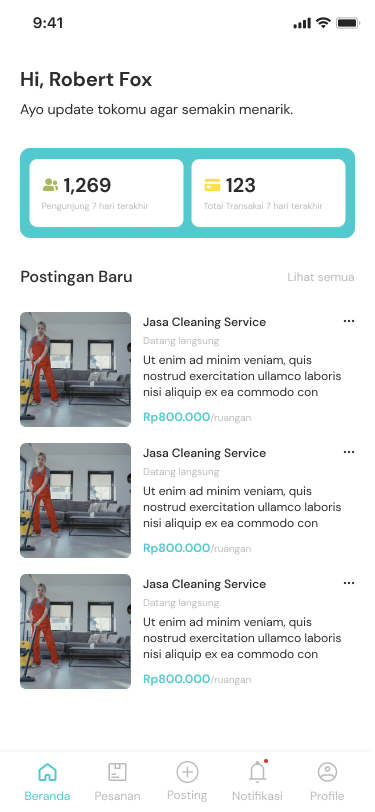 9:41
Hi, Robert Fox
Ayo update tokomu agar semakin menarik.
1,269
Pengunjung 7 hari terakhir
123
Total Transaksi 7 hari terakhir
Postingan Baru
Lihat semua
Jasa Cleaning Service
Datang langsung
Ut enim ad minim veniam, quis
nostrud exercitation ullamco laboris
nisi aliquip ex ea commodo con
Rp800.000/ruangan
Jasa Cleaning Service
Datang langsung
Ut enim ad minim veniam, quis
nostrud exercitation ullamco laboris
nisi aliquip ex ea commodo con
Rp800.000/ruangan
Jasa Cleaning Service
Datang langsung
Ut enim ad minim veniam, quis
nostrud exercitation ullamco laboris
nisi aliquip ex ea commodo con
Rp800.000/ruangan
Beranda
Pesanan
Posting
Notifikasi
Profile